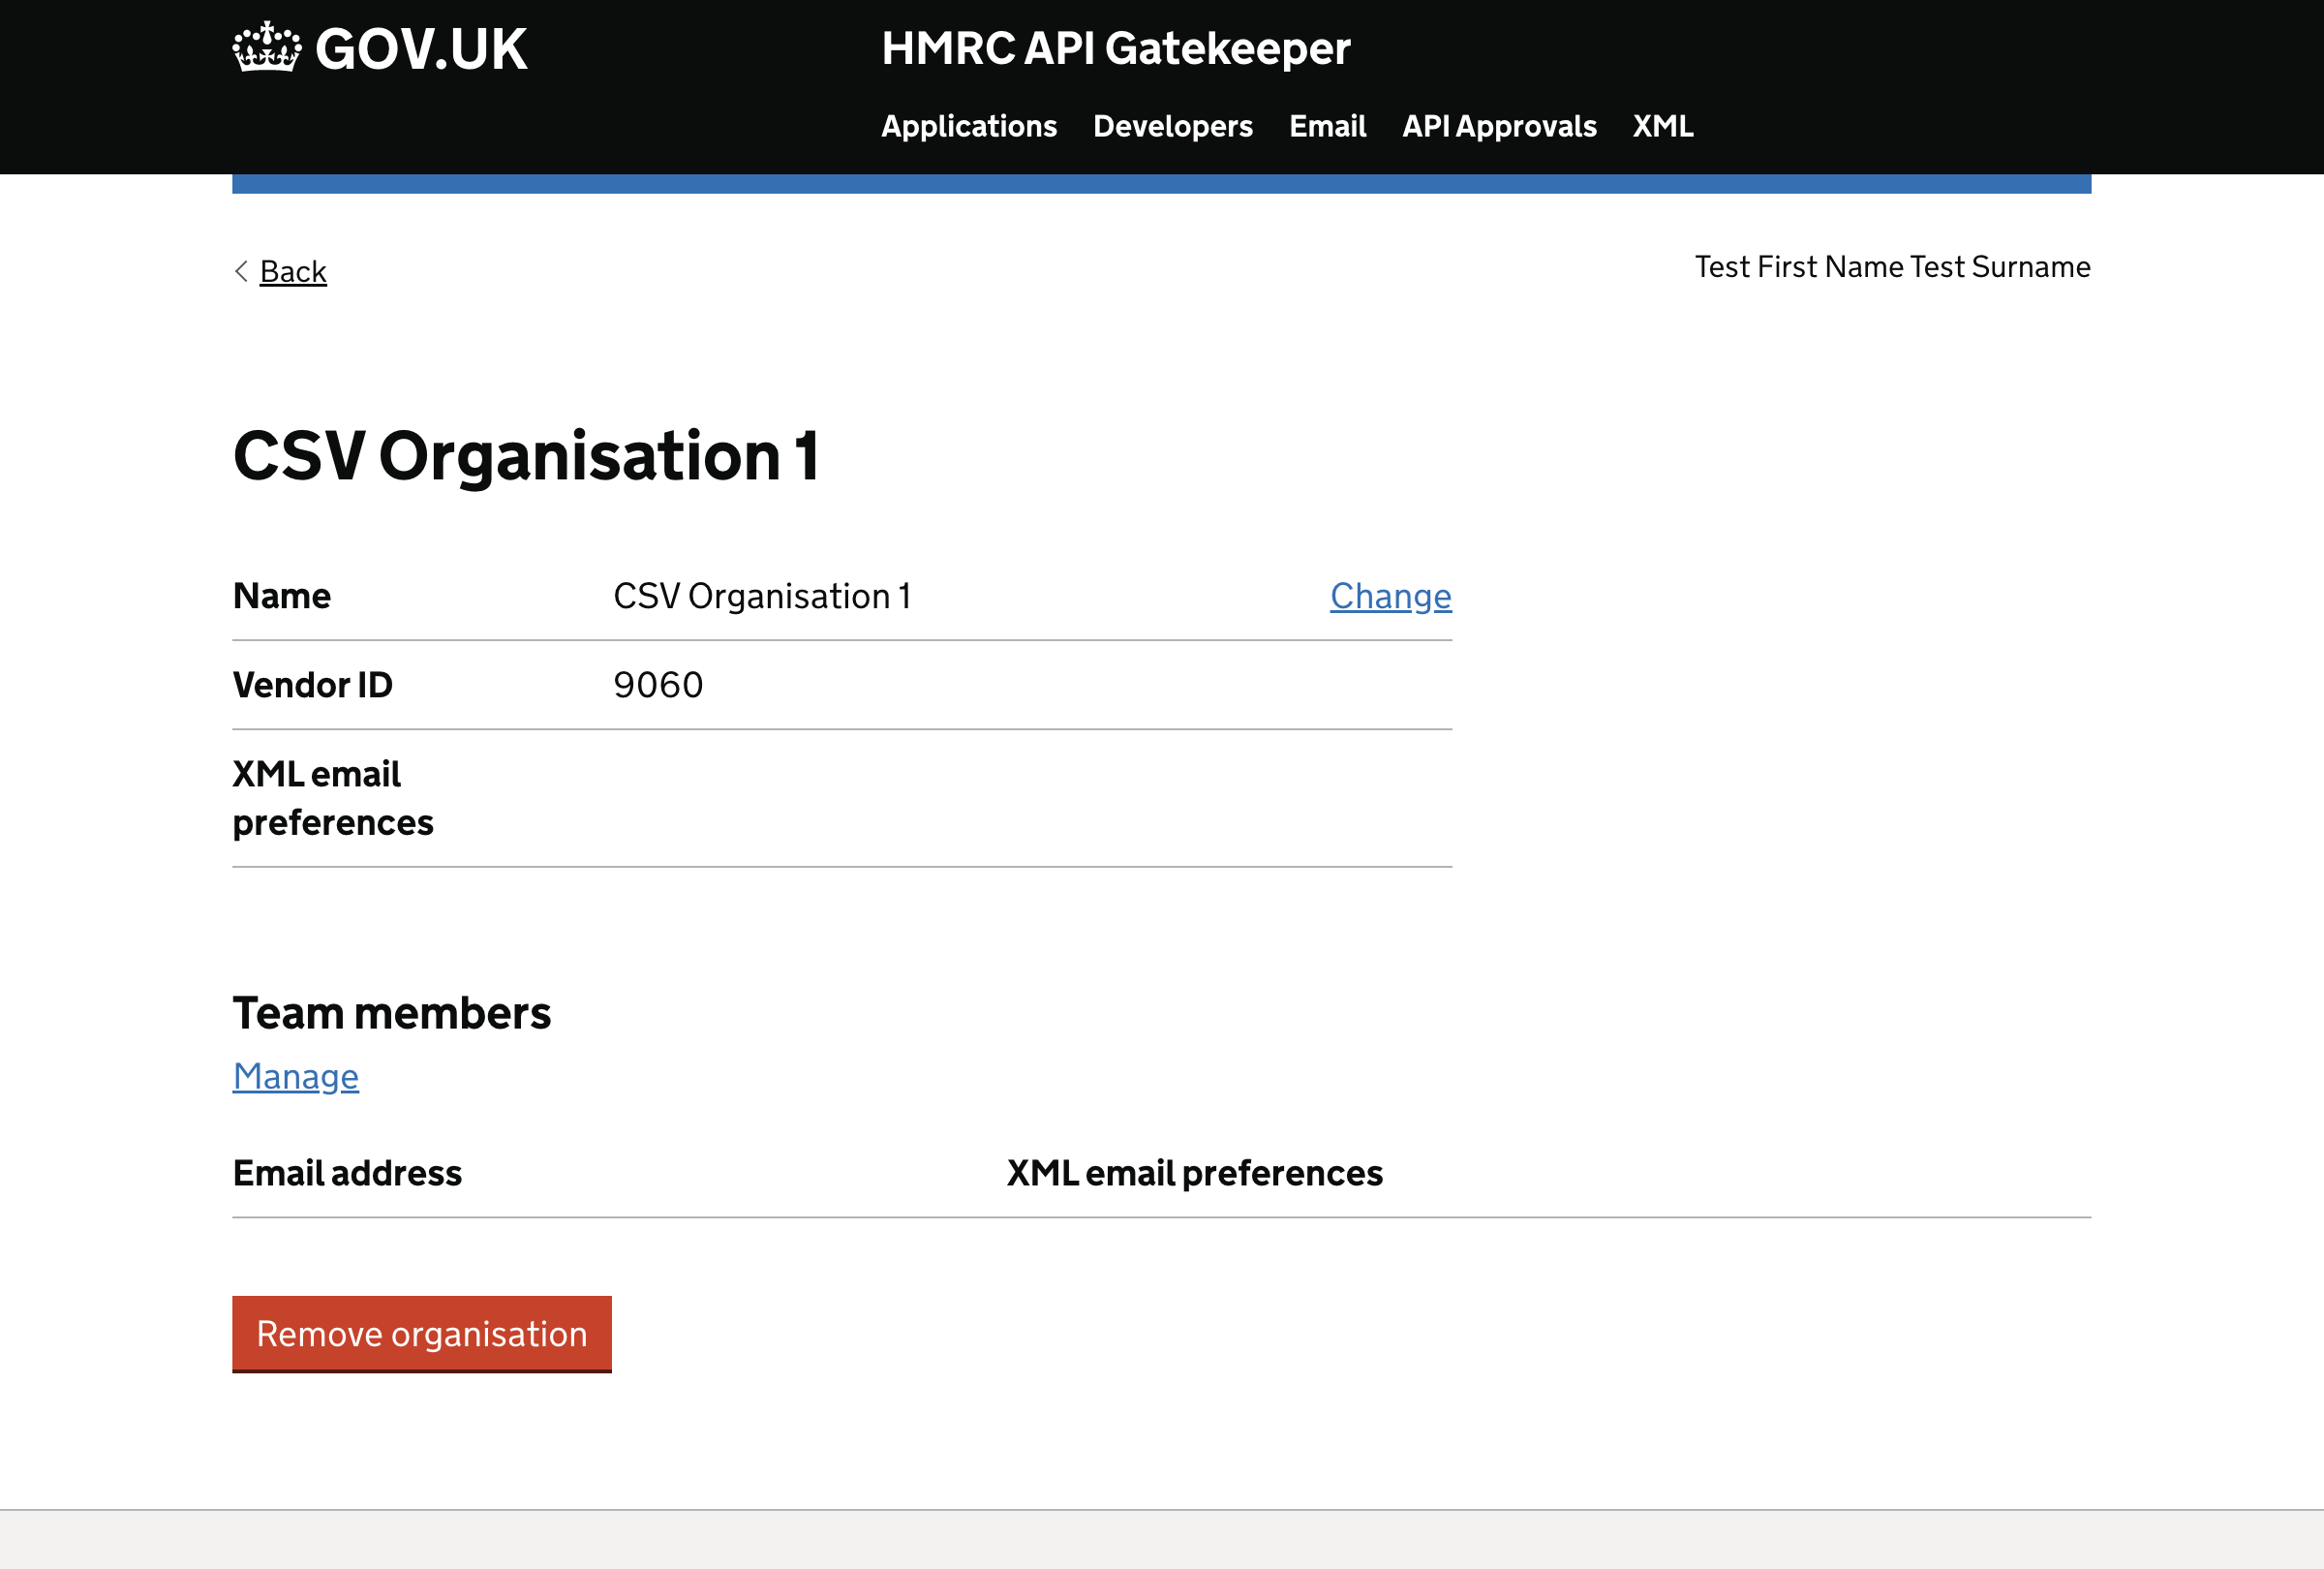 GOV.UK
HMRC API Gatekeeper
Applications Developers Email API Approvals XML
Back
Test First Name Test Surname
CSV Organisation 1
Name CSV Organisation 1 Change
Vendor ID 9060
XML email
preferences
Team members
Manage
Email address XML email preferences
Remove organisation